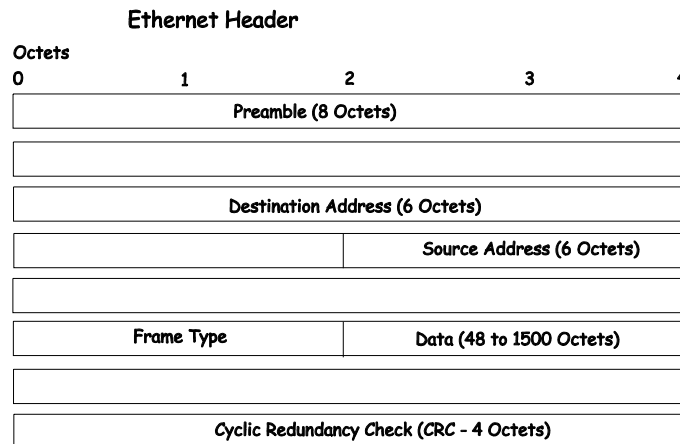 Ethernet Header
Octets
0 1 2 3 4
Preamble (8 Octets)
Destination Address (6 Octets)
Source Address (6 Octets)
Frame Type Data (48 to 1500 Octets)
Cyclic Redundancy Check (CRC - 4 Octets)